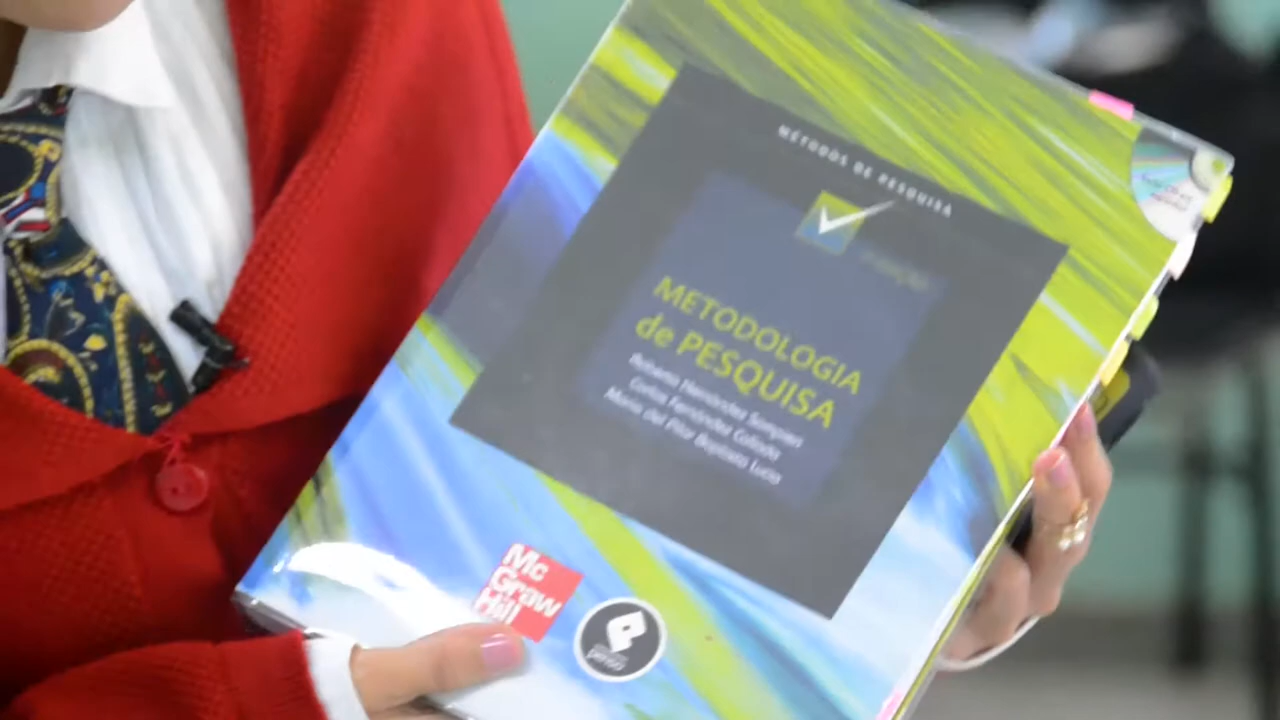 MÉTODOS DE PESQUISA
METODOLOGIA
de PESQUISA
Roberto Hernández Sampieri
Carlos Fernández Collado
María del Pilar Baptista Lucio
Mc
Graw
Hill
penso